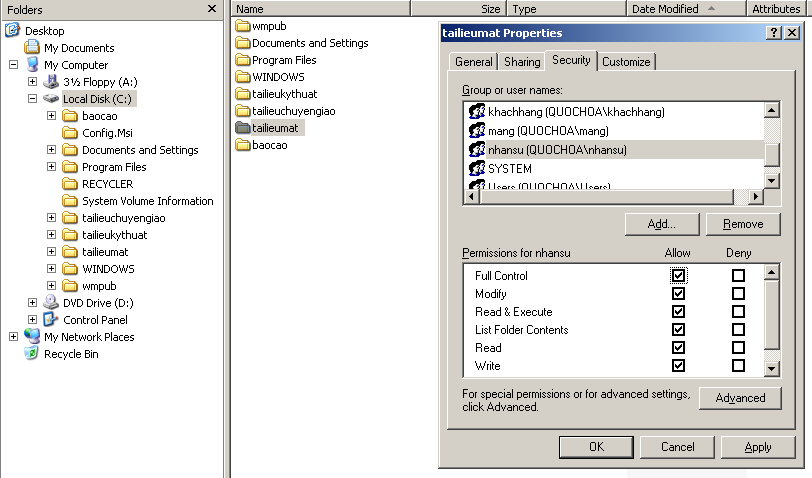 Folders
Desktop
My Documents
My Computer
3½ Floppy (A:)
Local Disk (C:)
baocao
Config.Msi
Documents and Settings
Program Files
RECYCLER
System Volume Information
tailieuchuyengiao
tailieukythuat
tailieumat
WINDOWS
wmpub
DVD Drive (D:)
Control Panel
My Network Places
Recycle Bin
Name Size Type Date Modified Attributes
wmpub
Documents and Settings
Program Files
WINDOWS
tailieukythuat
tailieuchuyengiao
tailieumat
baocao
tailieumat Properties
General Sharing Security Customize
Group or user names:
khachhang (QUOCHOA\khachhang)
mang (QUOCHOA\mang)
nhansu (QUOCHOA\nhansu)
SYSTEM
Users (QUOCHOA\Users)
Add... Remove
Permissions for nhansu Allow Deny
Full Control
Modify
Read & Execute
List Folder Contents
Read
Write
For special permissions or for advanced settings,
click Advanced.
Advanced
OK Cancel Apply